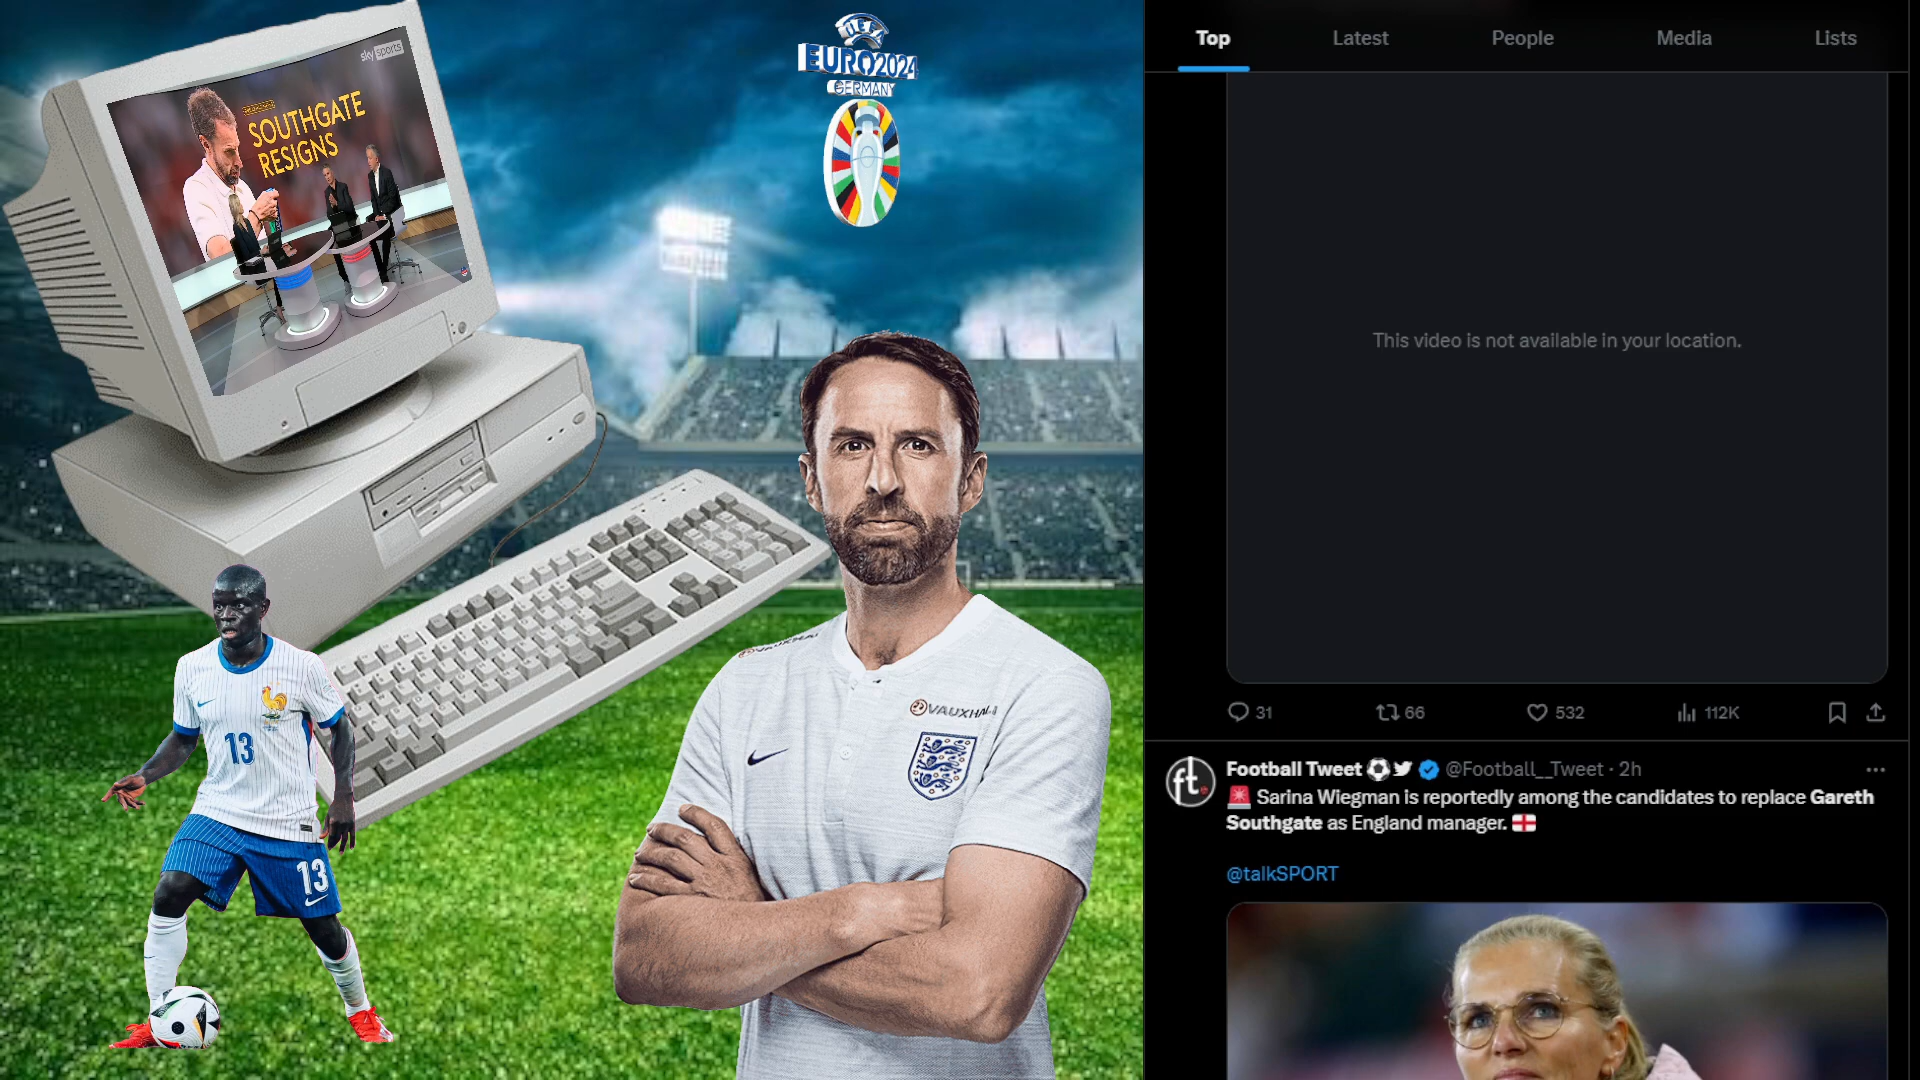 sky sports
SOUTHGATE
RESIGNS
UEFA
EURO2024
GERMANY
VAUXHALL
13
13
Top
Latest
People
Media
Lists
This video is not available in your location.
31
66
532
112K
ft.
Football Tweet @Football__Tweet · 2h
🚨 Sarina Wiegman is reportedly among the candidates to replace Gareth
Southgate as England manager. 🏴󠁧󠁢󠁥󠁮󠁧󠁿
@talkSPORT